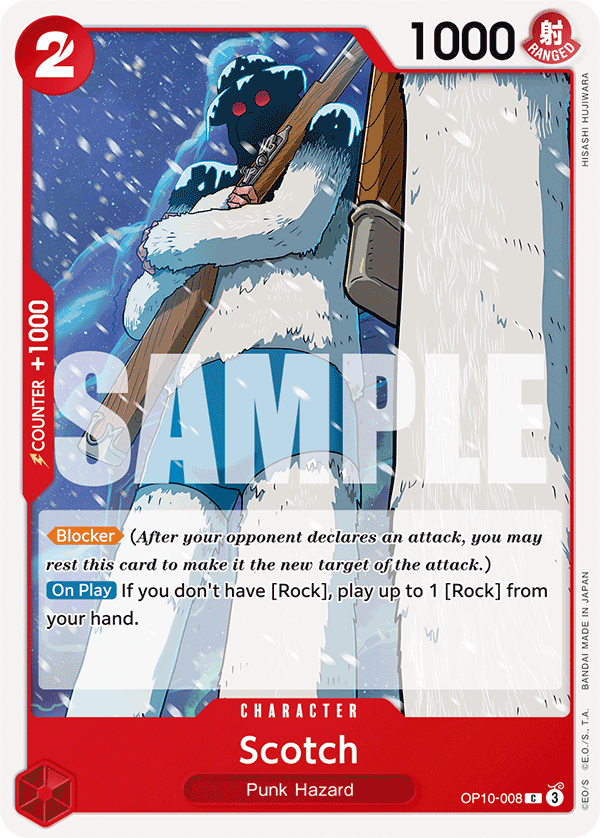 2
1000
射
RANGED
HISASHI HUJIWARA
COUNTER +1000
SAMPLE
Blocker (After your opponent declares an attack, you may
rest this card to make it the new target of the attack.)
On Play If you don't have [Rock], play up to 1 [Rock] from
your hand.
CHARACTER
Scotch
Punk Hazard
OP10-008 C 3
©EO/S ©E.O./S., T.A. BANDAI MADE IN JAPAN